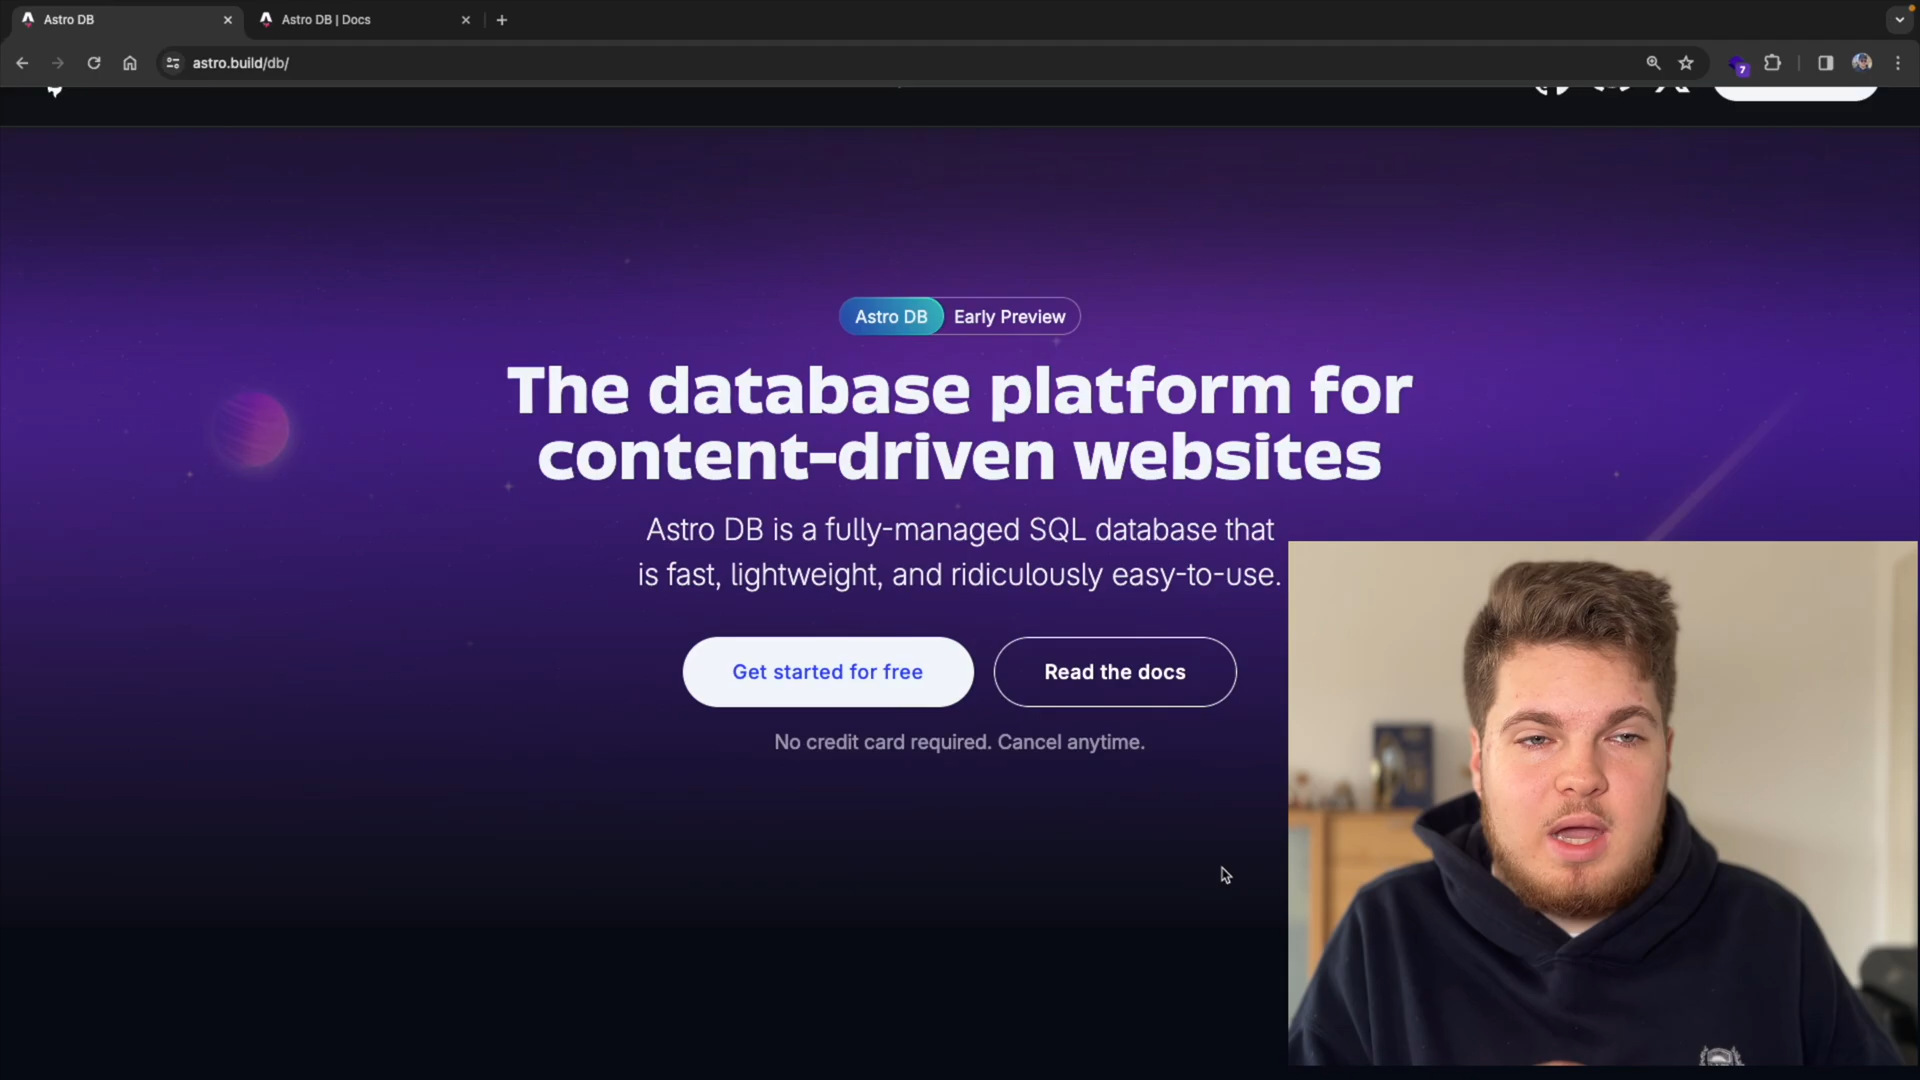 Astro DB
Astro DB | Docs
astro.build/db/
7
Astro DB Early Preview
The database platform for
content-driven websites
Astro DB is a fully-managed SQL database that
is fast, lightweight, and ridiculously easy-to-use.
Get started for free
Read the docs
No credit card required. Cancel anytime.